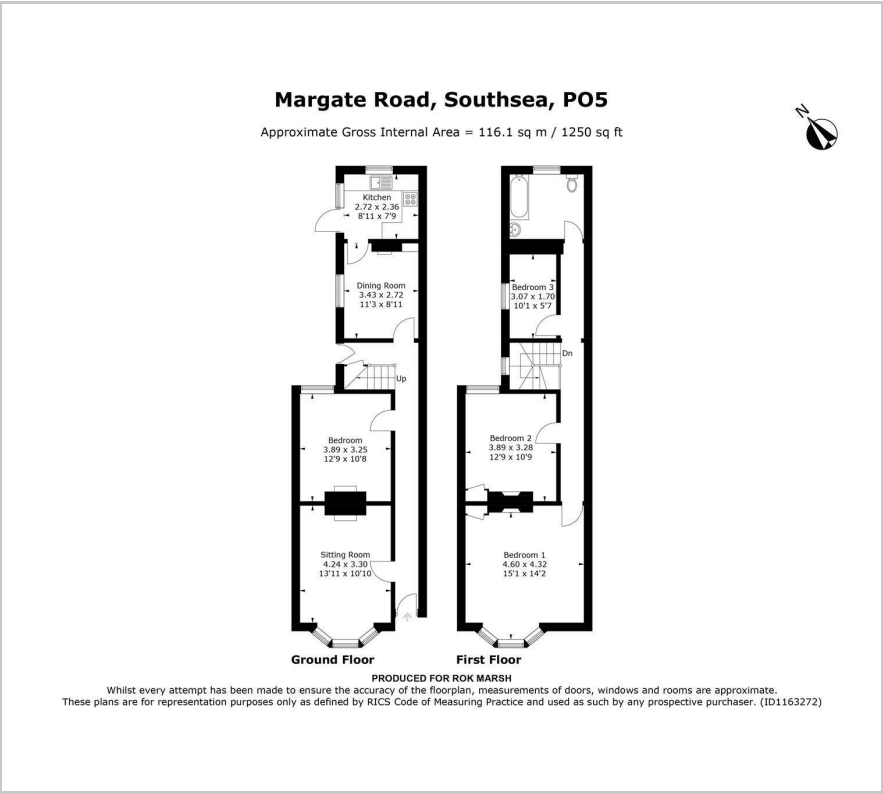 Margate Road, Southsea, PO5
Approximate Gross Internal Area = 116.1 sq m / 1250 sq ft
N
Kitchen
2.72 x 2.36
8'11 x 7'9
Dining Room
3.43 x 2.72
11'3 x 8'11
Up
Bedroom
3.89 x 3.25
12'9 x 10'8
Sitting Room
4.24 x 3.30
13'11 x 10'10
Ground Floor
Bedroom 3
3.07 x 1.70
10'1 x 5'7
Dn
Bedroom 2
3.89 x 3.28
12'9 x 10'9
Bedroom 1
4.60 x 4.32
15'1 x 14'2
First Floor
PRODUCED FOR ROK MARSH
Whilst every attempt has been made to ensure the accuracy of the floorplan, measurements of doors, windows and rooms are approximate.
These plans are for representation purposes only as defined by RICS Code of Measuring Practice and used as such by any prospective purchaser. (ID1163272)